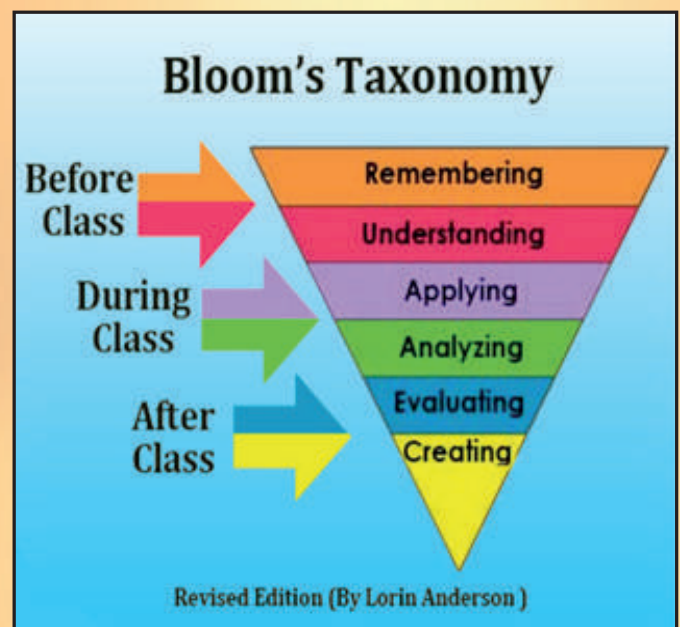 Bloom's Taxonomy
Before
Class
Remembering
Understanding
During
Class
Applying
Analyzing
After
Class
Evaluating
Creating
Revised Edition (By Lorin Anderson )